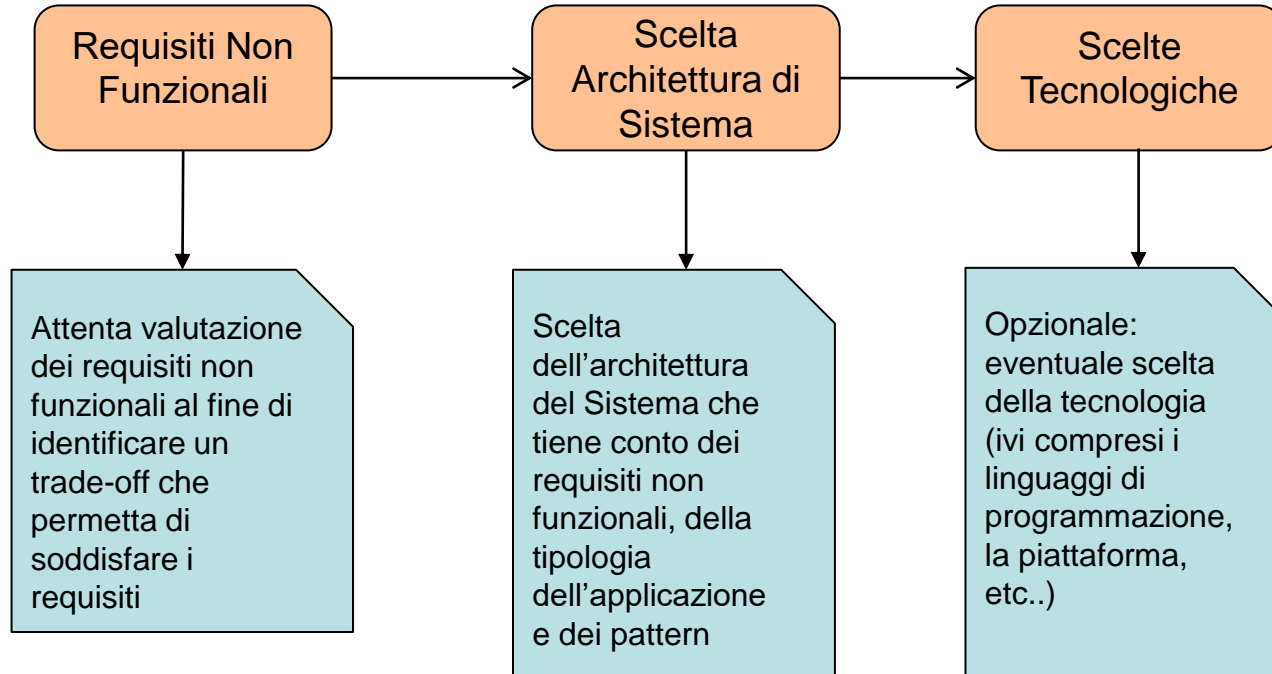 Requisiti Non
Funzionali
Scelta
Architettura di
Sistema
Scelte
Tecnologiche
Attenta valutazione
dei requisiti non
funzionali al fine di
identificare un
trade-off che
permetta di
soddisfare i
requisiti
Scelta
dell’architettura
del Sistema che
tiene conto dei
requisiti non
funzionali, della
tipologia
dell’applicazione
e dei pattern
Opzionale:
eventuale scelta
della tecnologia
(ivi compresi i
linguaggi di
programmazione,
la piattaforma,
etc..)